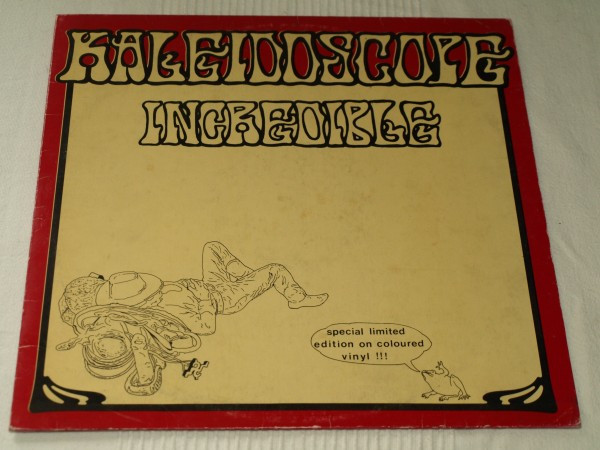 KALEIDOSCOPE
INCREDIBLE
special limited
edition on coloured
vinyl !!!